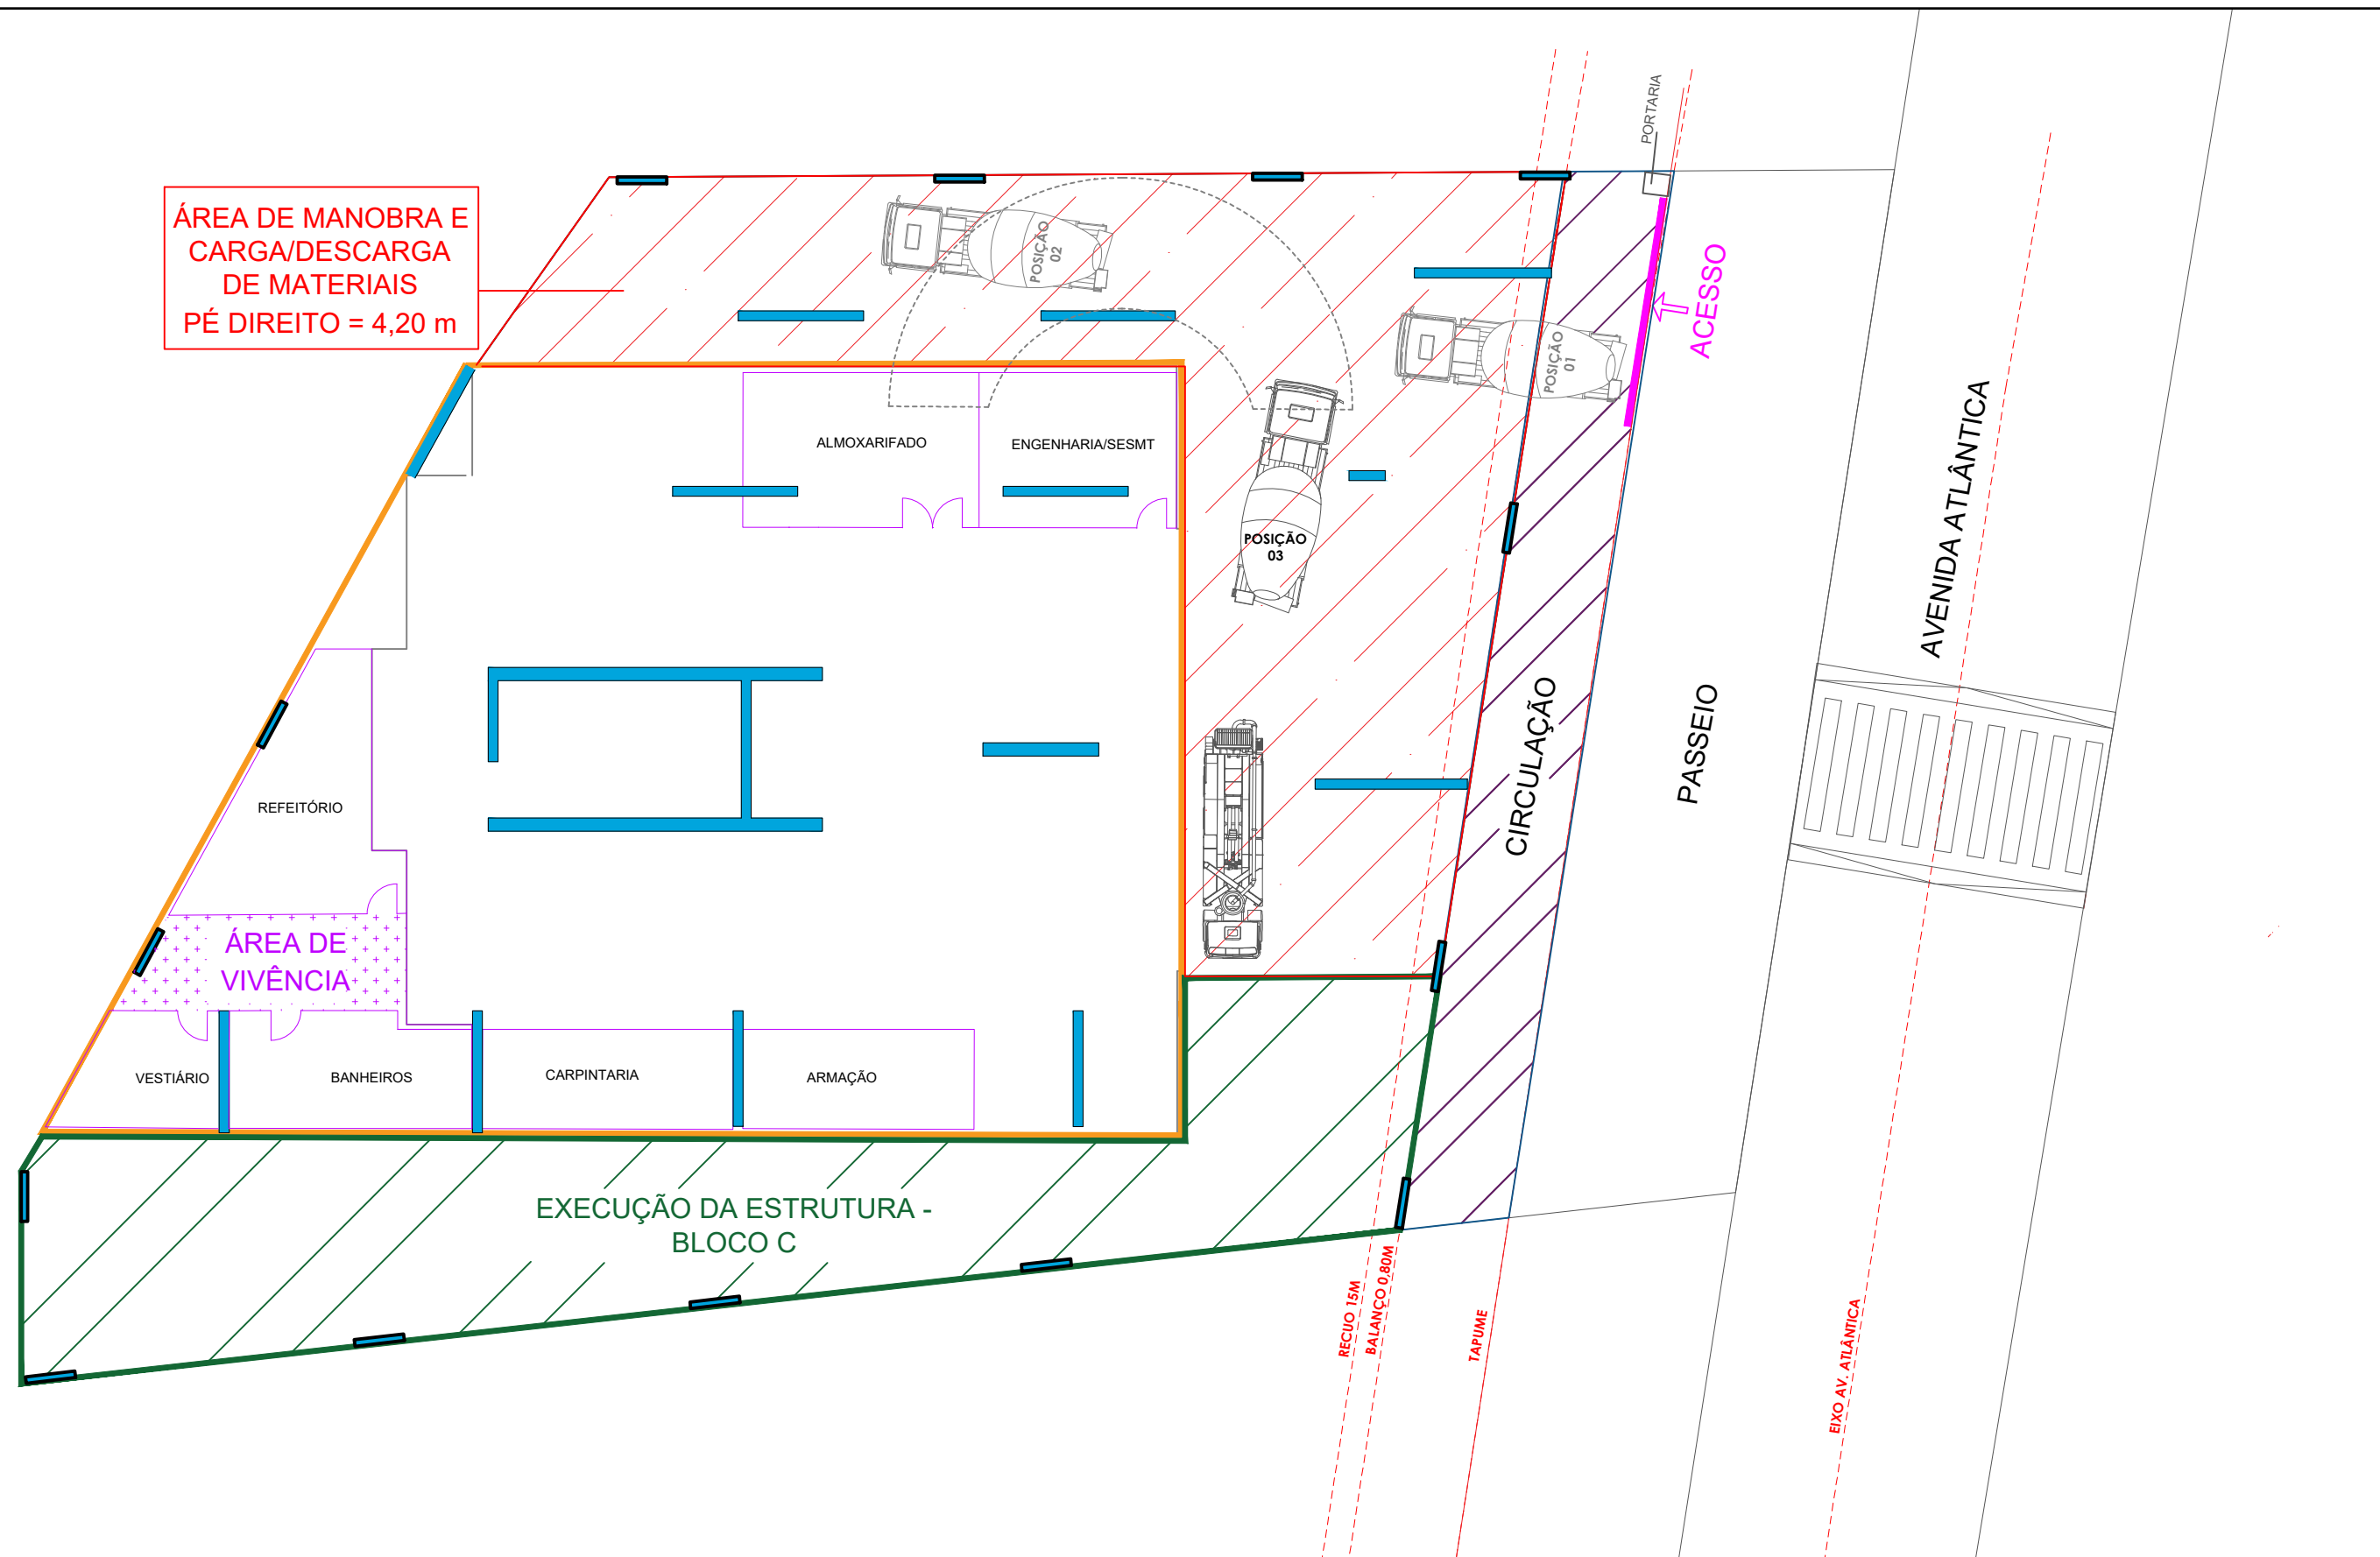 PORTARIA
ÁREA DE MANOBRA E
CARGA/DESCARGA
DE MATERIAIS
PÉ DIREITO = 4,20 m
POSIÇÃO
02
ACESSO
POSIÇÃO
01
ALMOXARIFADO
ENGENHARIA/SESMT
AVENIDA ATLÂNTICA
POSIÇÃO
03
CIRCULAÇÃO
PASSEIO
REFEITÓRIO
ÁREA DE
VIVÊNCIA
VESTIÁRIO
BANHEIROS
CARPINTARIA
ARMAÇÃO
EXECUÇÃO DA ESTRUTURA -
BLOCO C
RECUO 15M
BALANÇO 0,80M
TAPUME
EIXO AV. ATLÂNTICA